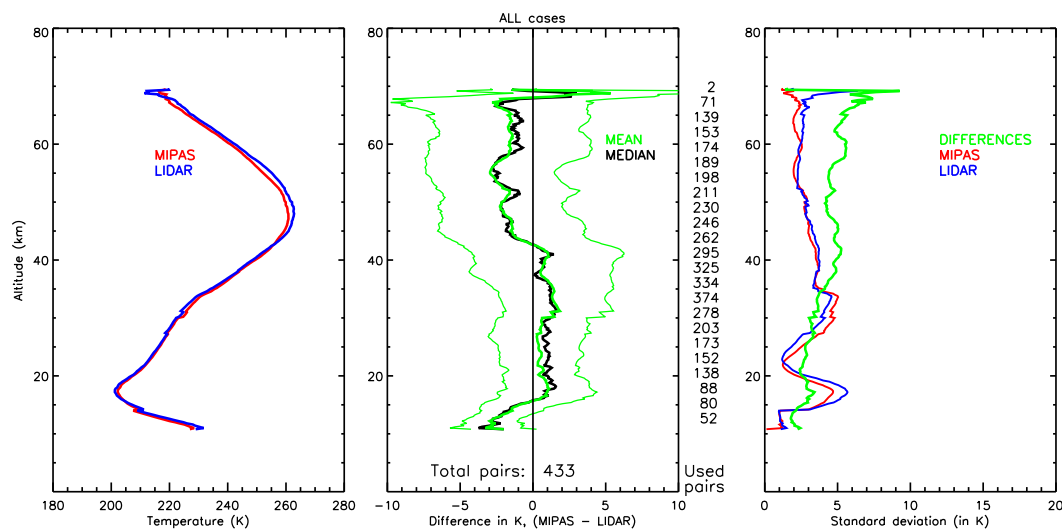 ALL cases
80
60
40
20
Altitude (km)
MIPAS
LIDAR
180 200 220 240 260 280
Temperature (K)
80
60
40
20
MEAN
MEDIAN
Total pairs: 433
-10 -5 0 5 10
Difference in K, (MIPAS - LIDAR)
2
71
139
153
174
189
198
211
230
246
262
295
325
334
374
278
203
173
152
138
88
80
52
Used
pairs
80
60
40
20
DIFFERENCES
MIPAS
LIDAR
0 5 10 15 20
Standard deviation (in K)